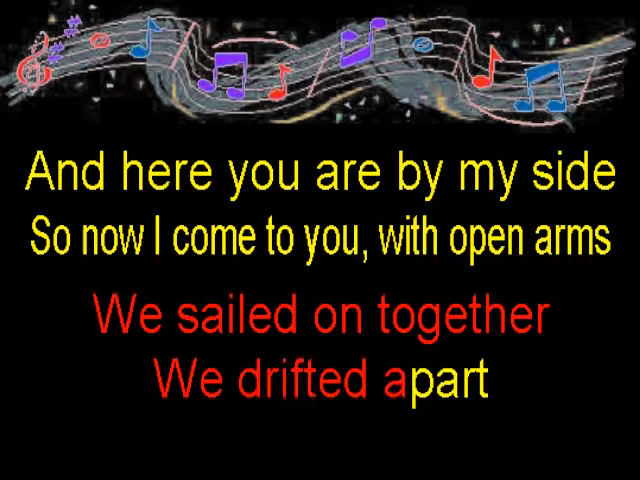 And here you are by my side
So now I come to you, with open arms
We sailed on together
We drifted apart